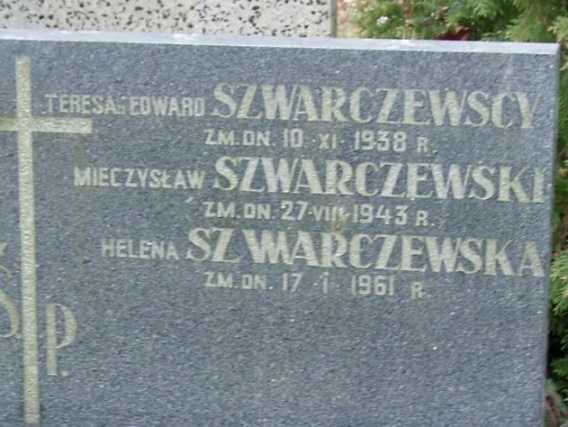 TERESA i EDWARD SZWARCZEWSCY
ZM. DN. 10 · XI · 1938 R.
MIECZYSŁAW SZWARCZEWSKI
ZM. DN. 27 · VIII · 1943 R.
HELENA SZWARCZEWSKA
ZM. DN. 17 · I · 1961 R.
Ś. P.